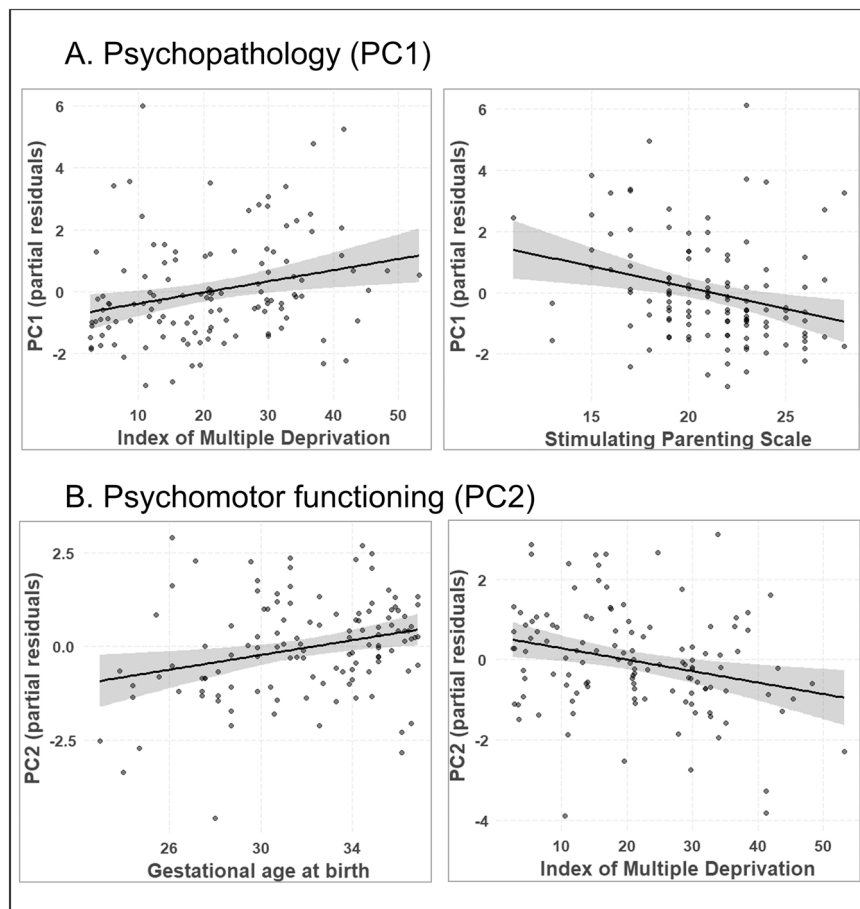 A. Psychopathology (PC1)
PC1 (partial residuals)
6
4
2
0
-2
10 20 30 40 50
Index of Multiple Deprivation
PC1 (partial residuals)
6
4
2
0
-2
15 20 25
Stimulating Parenting Scale
B. Psychomotor functioning (PC2)
PC2 (partial residuals)
2.5
0.0
-2.5
26 30 34
Gestational age at birth
PC2 (partial residuals)
2
0
-2
-4
10 20 30 40 50
Index of Multiple Deprivation